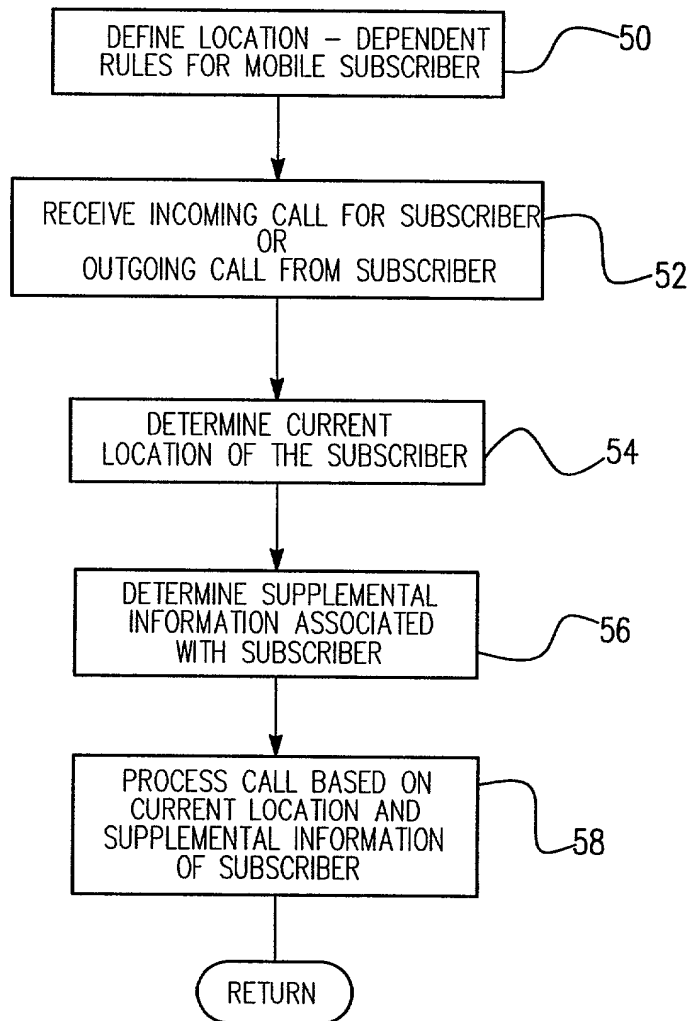 DEFINE LOCATION - DEPENDENT
RULES FOR MOBILE SUBSCRIBER
50
RECEIVE INCOMING CALL FOR SUBSCRIBER
OR
OUTGOING CALL FROM SUBSCRIBER
52
DETERMINE CURRENT
LOCATION OF THE SUBSCRIBER
54
DETERMINE SUPPLEMENTAL
INFORMATION ASSOCIATED
WITH SUBSCRIBER
56
PROCESS CALL BASED ON
CURRENT LOCATION AND
SUPPLEMENTAL INFORMATION
OF SUBSCRIBER
58
RETURN